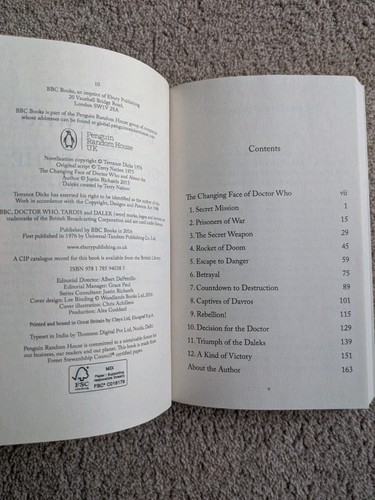 10
BBC Books, an imprint of Ebury Publishing
20 Vauxhall Bridge Road,
London SW1V 2SA
BBC Books is part of the Penguin Random House group of companies
whose addresses can be found at global.penguinrandomhouse.com
Penguin
Random House
UK
Novelisation copyright © Terrance Dicks 1976
Original script © Terry Nation 1975
The Changing Face of Doctor Who and About the
Author © Justin Richards 2015
Daleks created by Terry Nation
Terrance Dicks has asserted his right to be identified as the author of this
Work in accordance with the Copyright, Designs and Patents Act 1988
BBC, DOCTOR WHO, TARDIS and DALEK (word marks, logos and devices) are trademarks
of the British Broadcasting Corporation and are used under licence.
Published by BBC Books in 2016
First published in 1976 by Universal-Tandem Publishing Co., Ltd.
www.eburypublishing.co.uk
A CIP catalogue record for this book is available from the British Library
ISBN 978 1 785 94038 5
Editorial Director: Albert DePetrillo
Editorial Manager: Grace Paul
Series Consultant: Justin Richards
Cover design: Lee Binding © Woodlands Books Ltd, 2016
Cover illustration: Chris Achilleos
Production: Alex Goddard
Printed and bound in Great Britain by Clays Ltd, Elcograf S.p.A.
Typeset in India by Thomson Digital Pvt Ltd, Noida, Delhi
Penguin Random House is committed to a sustainable future for
our business, our readers and our planet. This book is made from
Forest Stewardship Council® certified paper.
FSC
www.fsc.org
MIX
Paper | Supporting
responsible forestry
FSC® C018179
Contents
The Changing Face of Doctor Who vii
1. Secret Mission 1
2. Prisoners of War 15
3. The Secret Weapon 29
4. Rocket of Doom 41
5. Escape to Danger 59
6. Betrayal 75
7. Countdown to Destruction 89
8. Captives of Davros 101
9. Rebellion! 115
10. Decision for the Doctor 129
11. Triumph of the Daleks 139
12. A Kind of Victory 151
About the Author 163
v